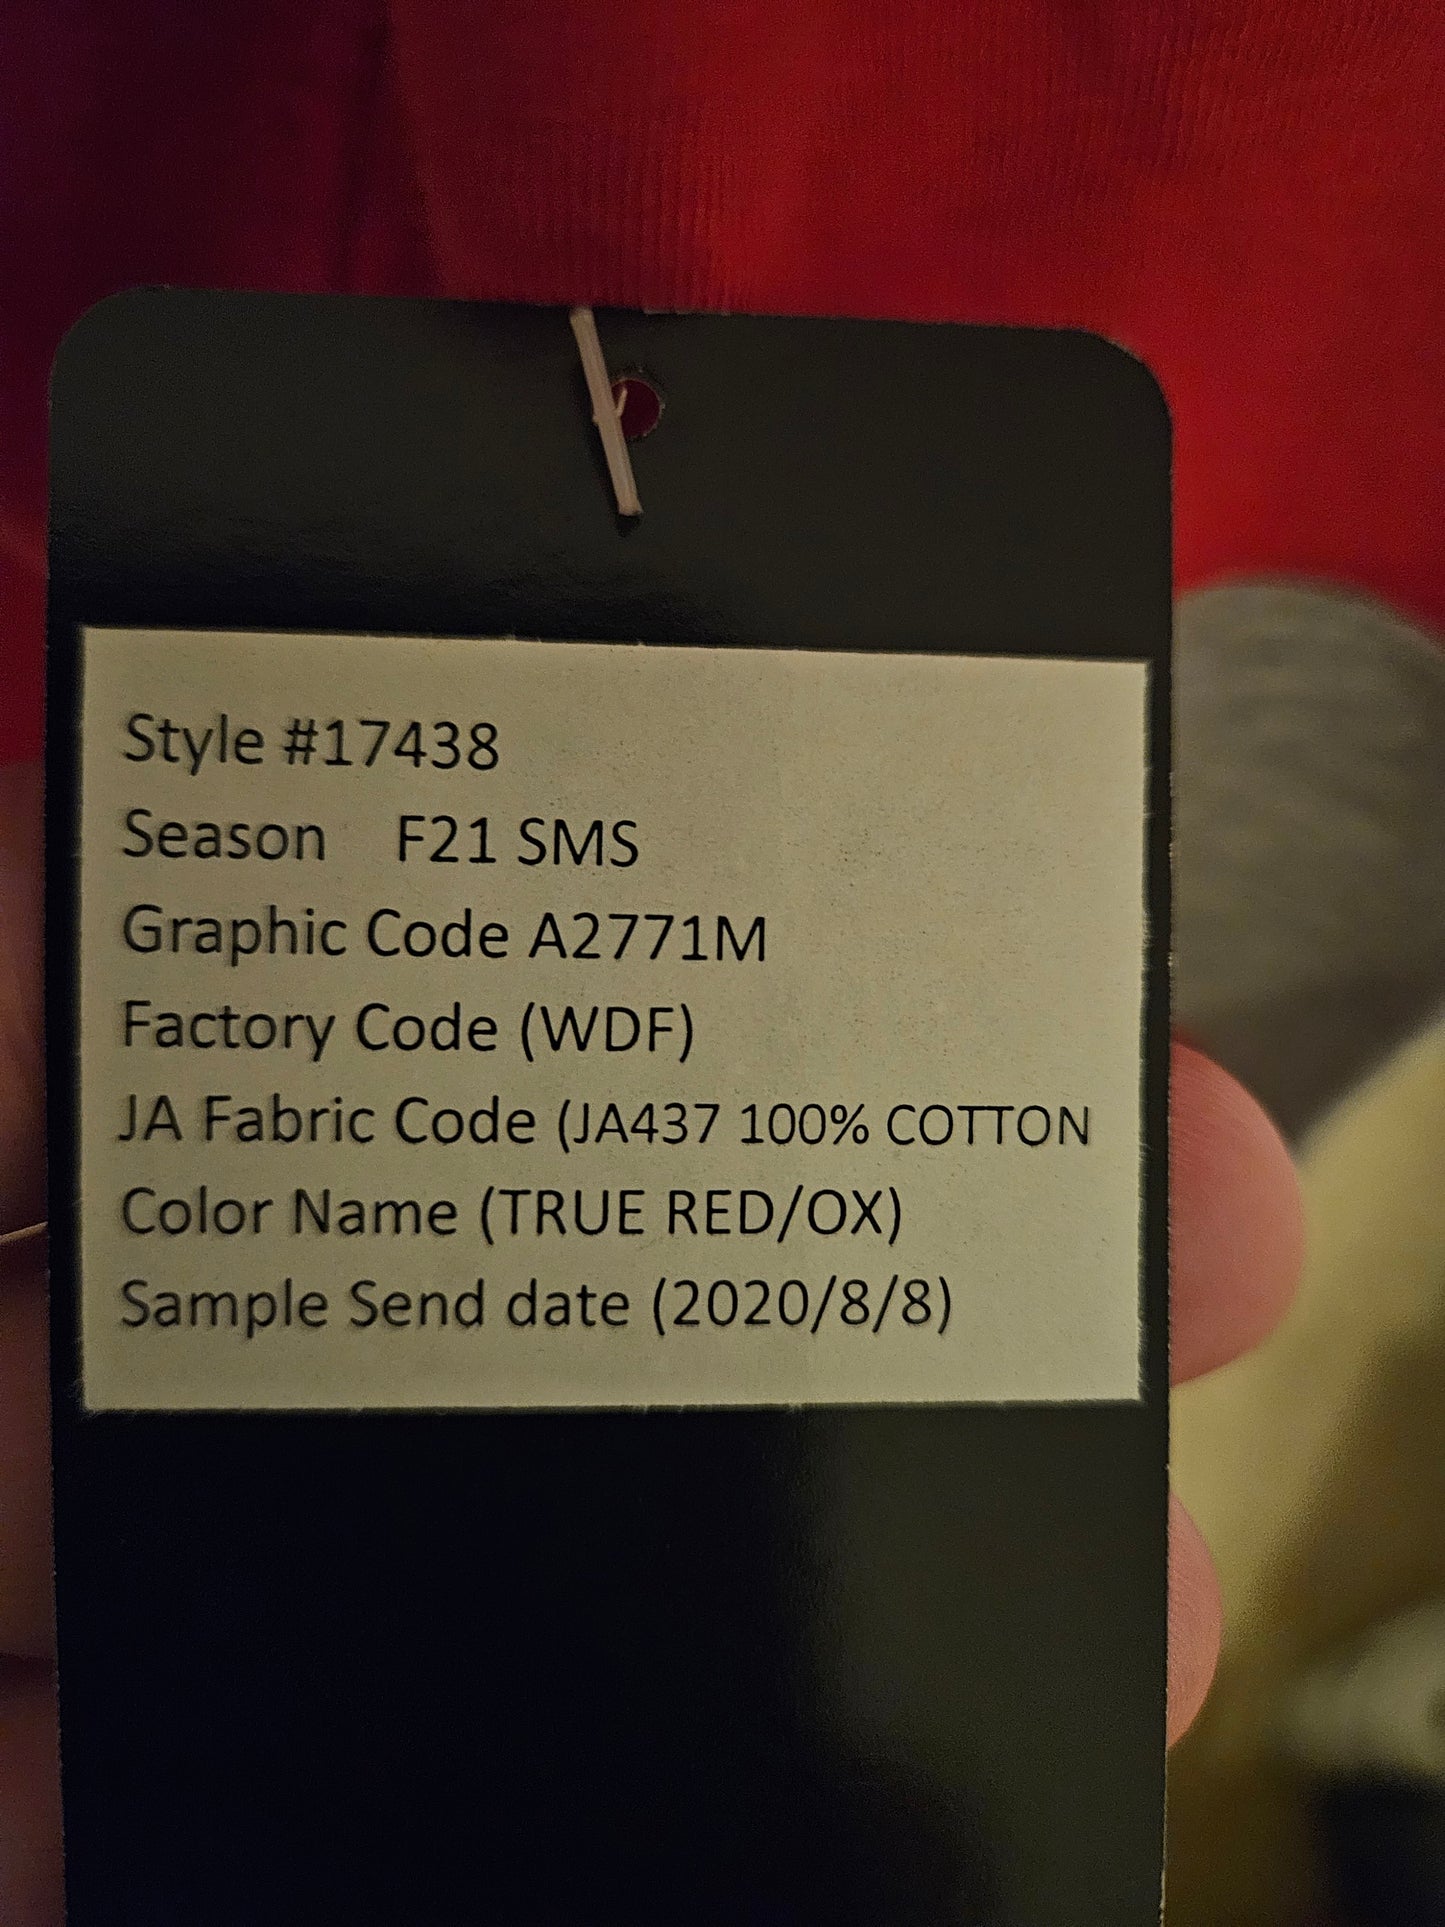 Style #17438
Season F21 SMS
Graphic Code A2771M
Factory Code (WDF)
JA Fabric Code (JA437 100% COTTON
Color Name (TRUE RED/OX)
Sample Send date (2020/8/8)